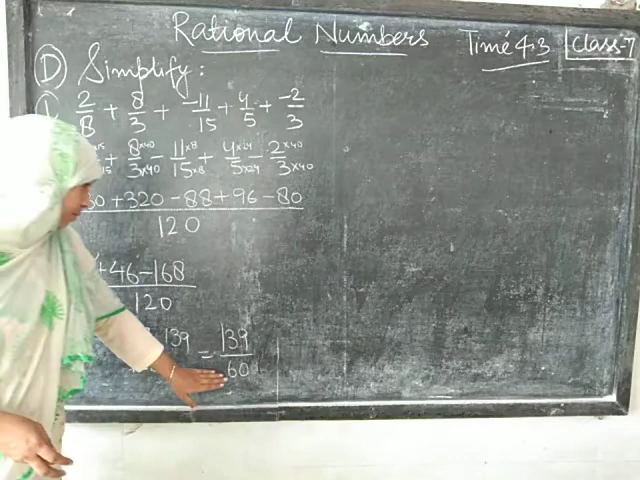 Rational Numbers Time 4.3 Class-7
D) Simplify:
1. 2/8 + 8/3 + -11/15 + 4/5 + -2/3
×15/×15 + 8×40/3×40 - 11×8/15×8 + 4×24/5×24 - 2×40/3×40
30 + 320 - 88 + 96 - 80 / 120
+46 - 168 / 120
139 = 139/60